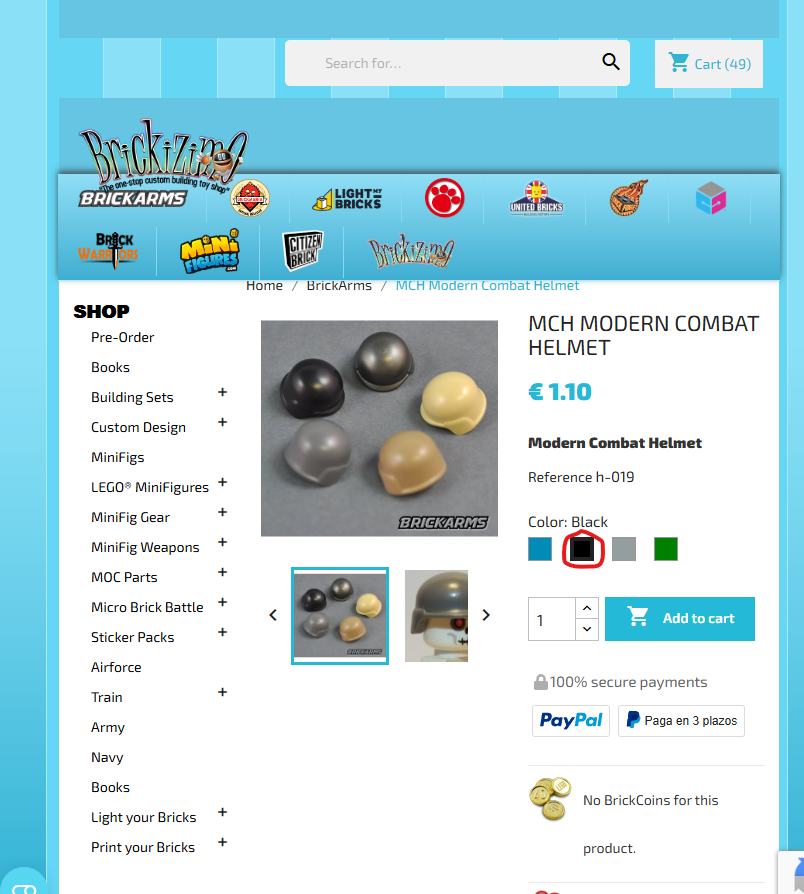 Search for...
Cart (49)
Brickizimo
"The one-stop custom building toy shop"
BRICKARMS
LIGHT MY
BRICKS
UNITED BRICKS
BRICK
WARRIORS
MINI
FIGURES
.COM
CITIZEN
BRICK
Brickizimo
Home / BrickArms / MCH Modern Combat Helmet
SHOP
Pre-Order
Books
Building Sets +
Custom Design +
MiniFigs
LEGO® MiniFigures +
MiniFig Gear +
MiniFig Weapons +
MOC Parts +
Micro Brick Battle +
Sticker Packs +
Airforce
Train +
Army
Navy
Books
Light your Bricks +
Print your Bricks +
BRICKARMS
BRICKARMS
MCH MODERN COMBAT
HELMET
€ 1.10
Modern Combat Helmet
Reference h-019
Color: Black
1
Add to cart
100% secure payments
PayPal
Paga en 3 plazos
No BrickCoins for this
product.